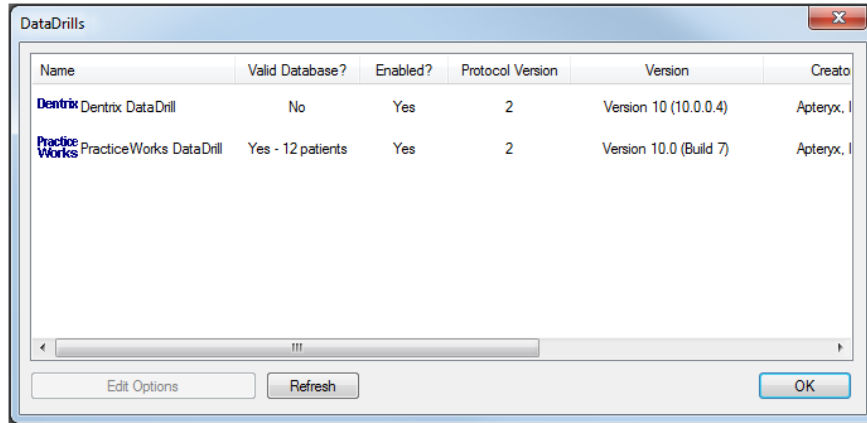 DataDrills
Name Valid Database? Enabled? Protocol Version Version Creato
Dentrix Dentrix DataDrill No Yes 2 Version 10 (10.0.0.4) Apteryx, I
Practice Works PracticeWorks DataDrill Yes - 12 patients Yes 2 Version 10.0 (Build 7) Apteryx, I
Edit Options Refresh OK